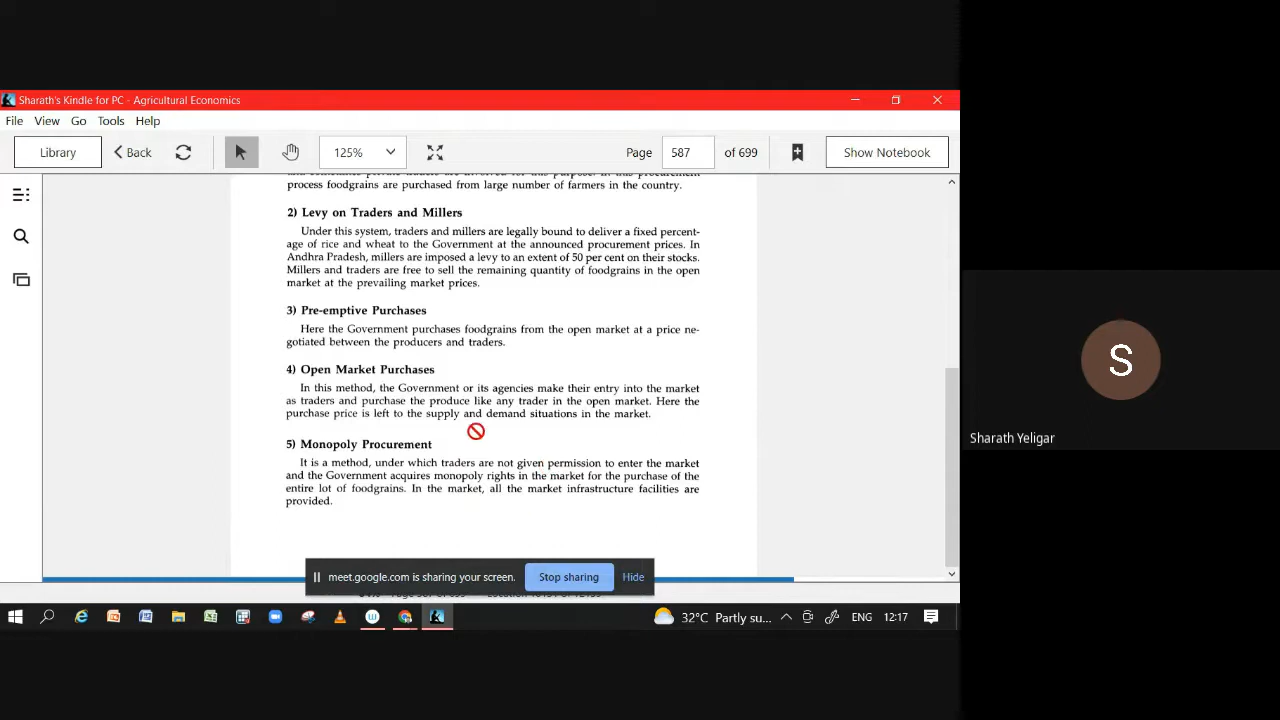 Sharath's Kindle for PC - Agricultural Economics
File View Go Tools Help
Library Back 125% Page 587 of 699 Show Notebook
process foodgrains are purchased from large number of farmers in the country.
2) Levy on Traders and Millers
Under this system, traders and millers are legally bound to deliver a fixed percent-
age of rice and wheat to the Government at the announced procurement prices. In
Andhra Pradesh, millers are imposed a levy to an extent of 50 per cent on their stocks.
Millers and traders are free to sell the remaining quantity of foodgrains in the open
market at the prevailing market prices.
3) Pre-emptive Purchases
Here the Government purchases foodgrains from the open market at a price ne-
gotiated between the producers and traders.
4) Open Market Purchases
In this method, the Government or its agencies make their entry into the market
as traders and purchase the produce like any trader in the open market. Here the
purchase price is left to the supply and demand situations in the market.
5) Monopoly Procurement
It is a method, under which traders are not given permission to enter the market
and the Government acquires monopoly rights in the market for the purchase of the
entire lot of foodgrains. In the market, all the market infrastructure facilities are
provided.
meet.google.com is sharing your screen. Stop sharing Hide
32°C Partly su... ENG 12:17
S
Sharath Yeligar